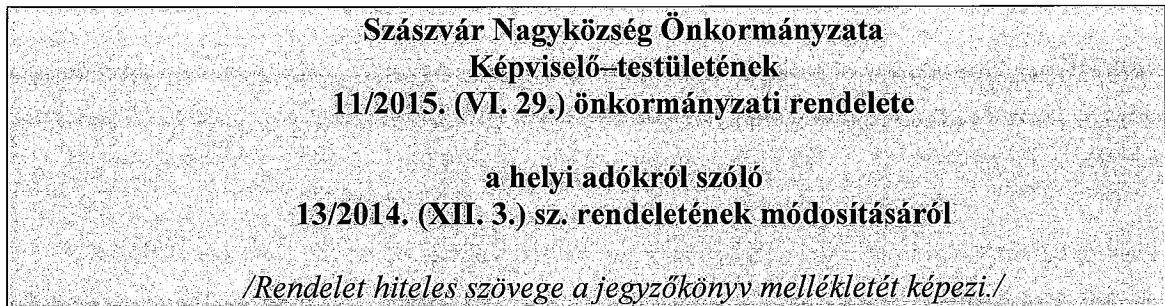 Szászvár Nagyközség Önkormányzata
Képviselő–testületének
11/2015. (VI. 29.) önkormányzati rendelete
a helyi adókról szóló
13/2014. (XII. 3.) sz. rendeletének módosításáról
/Rendelet hiteles szövege a jegyzőkönyv mellékletét képezi./